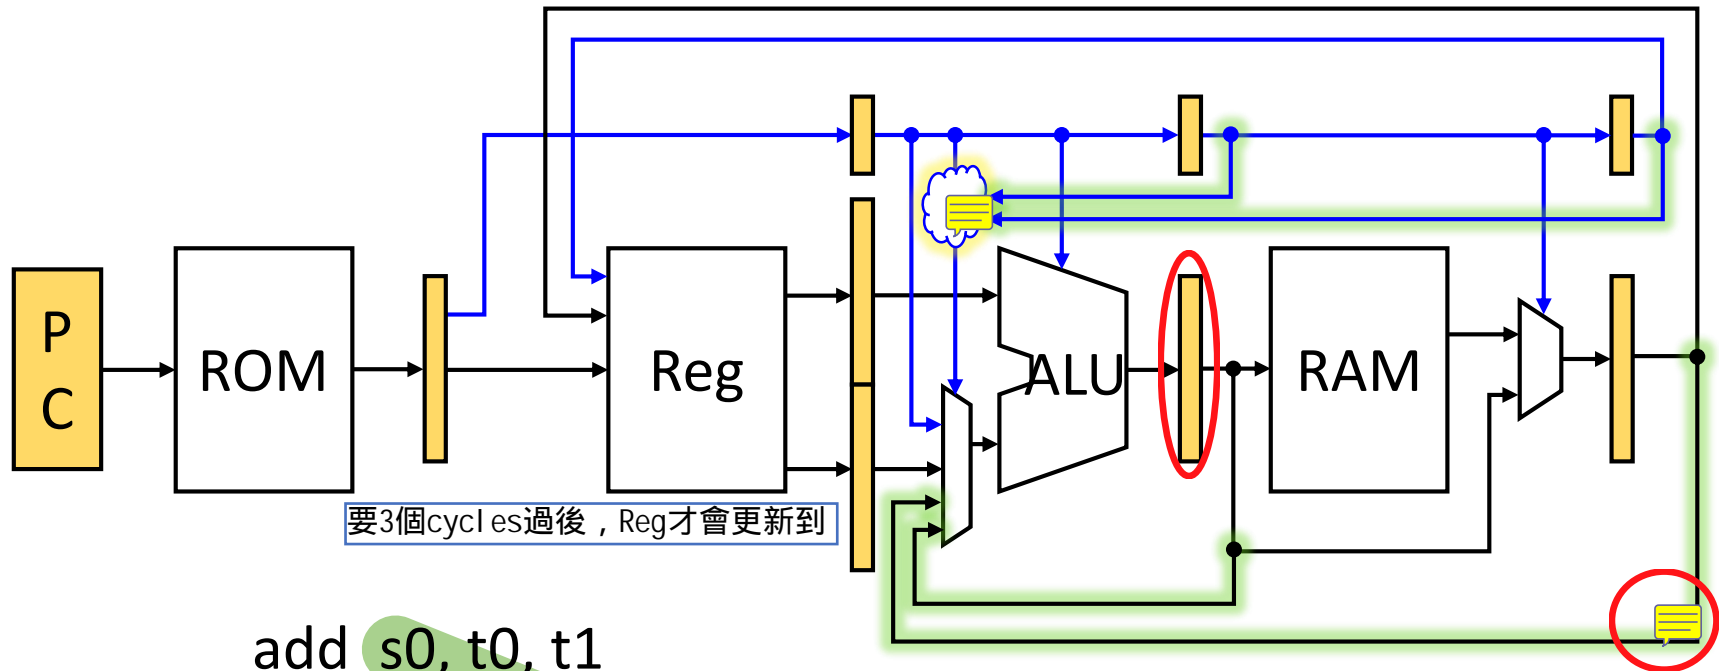 P
C
ROM
Reg
ALU
RAM
要3個cycles過後，Reg才會更新到
add s0, t0, t1